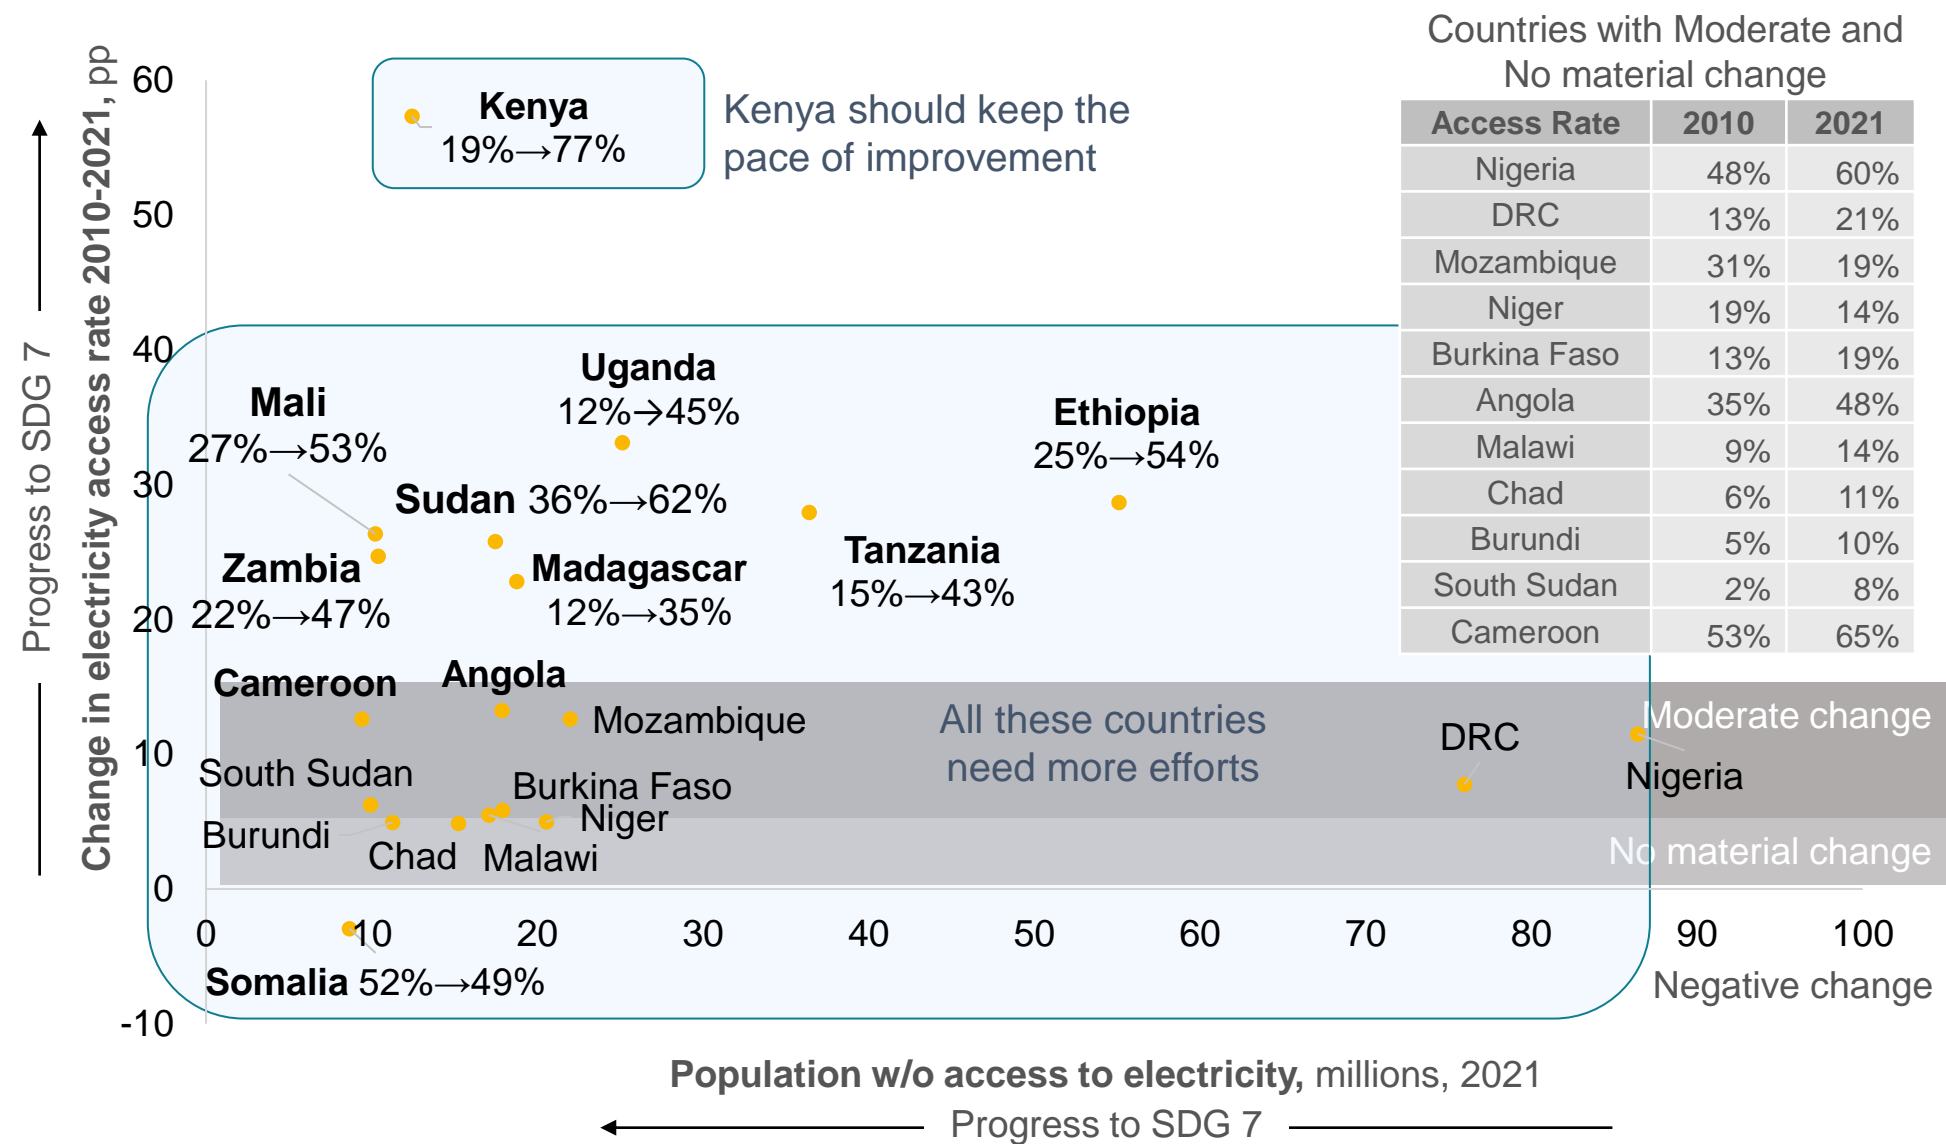 Countries with Moderate and
No material change
Access Rate 2010 2021
Nigeria 48% 60%
DRC 13% 21%
Mozambique 31% 19%
Niger 19% 14%
Burkina Faso 13% 19%
Angola 35% 48%
Malawi 9% 14%
Chad 6% 11%
Burundi 5% 10%
South Sudan 2% 8%
Cameroon 53% 65%
Progress to SDG 7
Change in electricity access rate 2010-2021, pp
60
50
40
30
20
10
0
-10
Kenya
19%→77%
Kenya should keep the
pace of improvement
Uganda
12%→45%
Mali
27%→53%
Ethiopia
25%→54%
Sudan 36%→62%
Zambia
22%→47%
Madagascar
12%→35%
Tanzania
15%→43%
Cameroon
Angola
Mozambique
All these countries
need more efforts
DRC
Moderate change
Nigeria
South Sudan
Burkina Faso
Niger
Burundi
Chad
Malawi
No material change
0 10 20 30 40 50 60 70 80 90 100
Somalia 52%→49%
Negative change
Population w/o access to electricity, millions, 2021
Progress to SDG 7